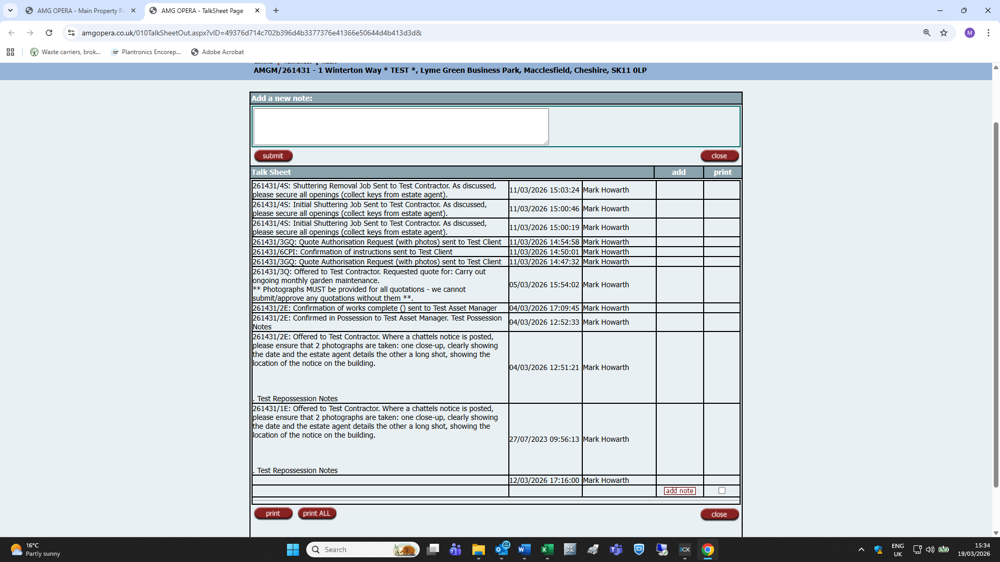 AMG OPERA - Main Property Pa
AMG OPERA - TalkSheet Page
amgopera.co.uk/010TalkSheetOut.aspx?vID=49376d714c702b396d4b3377376e41366e50644d4b413d3d&
M
Waste carriers, brok...
Plantronics Encorep...
Adobe Acrobat
AMGM/261431 - 1 Winterton Way * TEST *, Lyme Green Business Park, Macclesfield, Cheshire, SK11 0LP
Add a new note:
submit
close
Talk Sheet add print
261431/4S: Shuttering Removal Job Sent to Test Contractor. As discussed,
please secure all openings (collect keys from estate agent).
11/03/2026 15:03:24 Mark Howarth
261431/4S: Initial Shuttering Job Sent to Test Contractor. As discussed,
please secure all openings (collect keys from estate agent).
11/03/2026 15:00:46 Mark Howarth
261431/4S: Initial Shuttering Job Sent to Test Contractor. As discussed,
please secure all openings (collect keys from estate agent).
11/03/2026 15:00:19 Mark Howarth
261431/3GQ: Quote Authorisation Request (with photos) sent to Test Client 11/03/2026 14:54:58 Mark Howarth
261431/6CPI: Confirmation of instructions sent to Test Client 11/03/2026 14:50:01 Mark Howarth
261431/3GQ: Quote Authorisation Request (with photos) sent to Test Client 11/03/2026 14:47:32 Mark Howarth
261431/3Q: Offered to Test Contractor. Requested quote for: Carry out
ongoing monthly garden maintenance.
** Photographs MUST be provided for all quotations - we cannot
submit/approve any quotations without them **.
05/03/2026 15:54:02 Mark Howarth
261431/2E: Confirmation of works complete () sent to Test Asset Manager 04/03/2026 17:09:45 Mark Howarth
261431/2E: Confirmed in Possession to Test Asset Manager. Test Possession
Notes
04/03/2026 12:52:33 Mark Howarth
261431/2E: Offered to Test Contractor. Where a chattels notice is posted,
please ensure that 2 photographs are taken: one close-up, clearly showing
the date and the estate agent details the other a long shot, showing the
location of the notice on the building.
. Test Repossession Notes
04/03/2026 12:51:21 Mark Howarth
261431/1E: Offered to Test Contractor. Where a chattels notice is posted,
please ensure that 2 photographs are taken: one close-up, clearly showing
the date and the estate agent details the other a long shot, showing the
location of the notice on the building.
. Test Repossession Notes
27/07/2023 09:56:13 Mark Howarth
12/03/2026 17:16:00 Mark Howarth
add note
print
print ALL
close
16°C
Partly sunny
Search
3CX
ENG
UK
15:34
19/03/2026